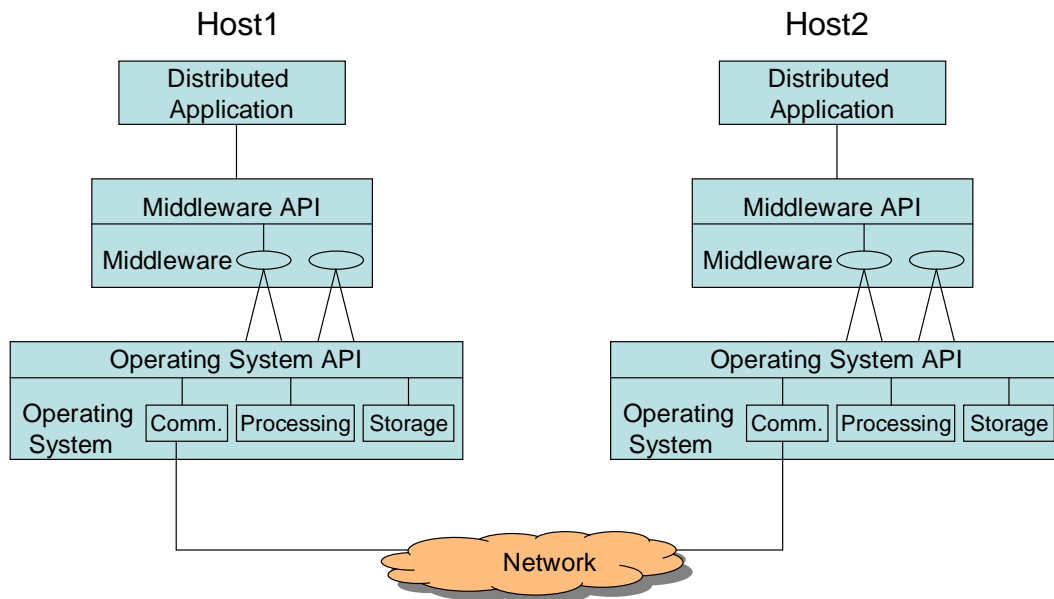 Host1
Distributed
Application
Middleware API
Middleware
Operating System API
Operating
System
Comm.
Processing
Storage
Host2
Distributed
Application
Middleware API
Middleware
Operating System API
Operating
System
Comm.
Processing
Storage
Network